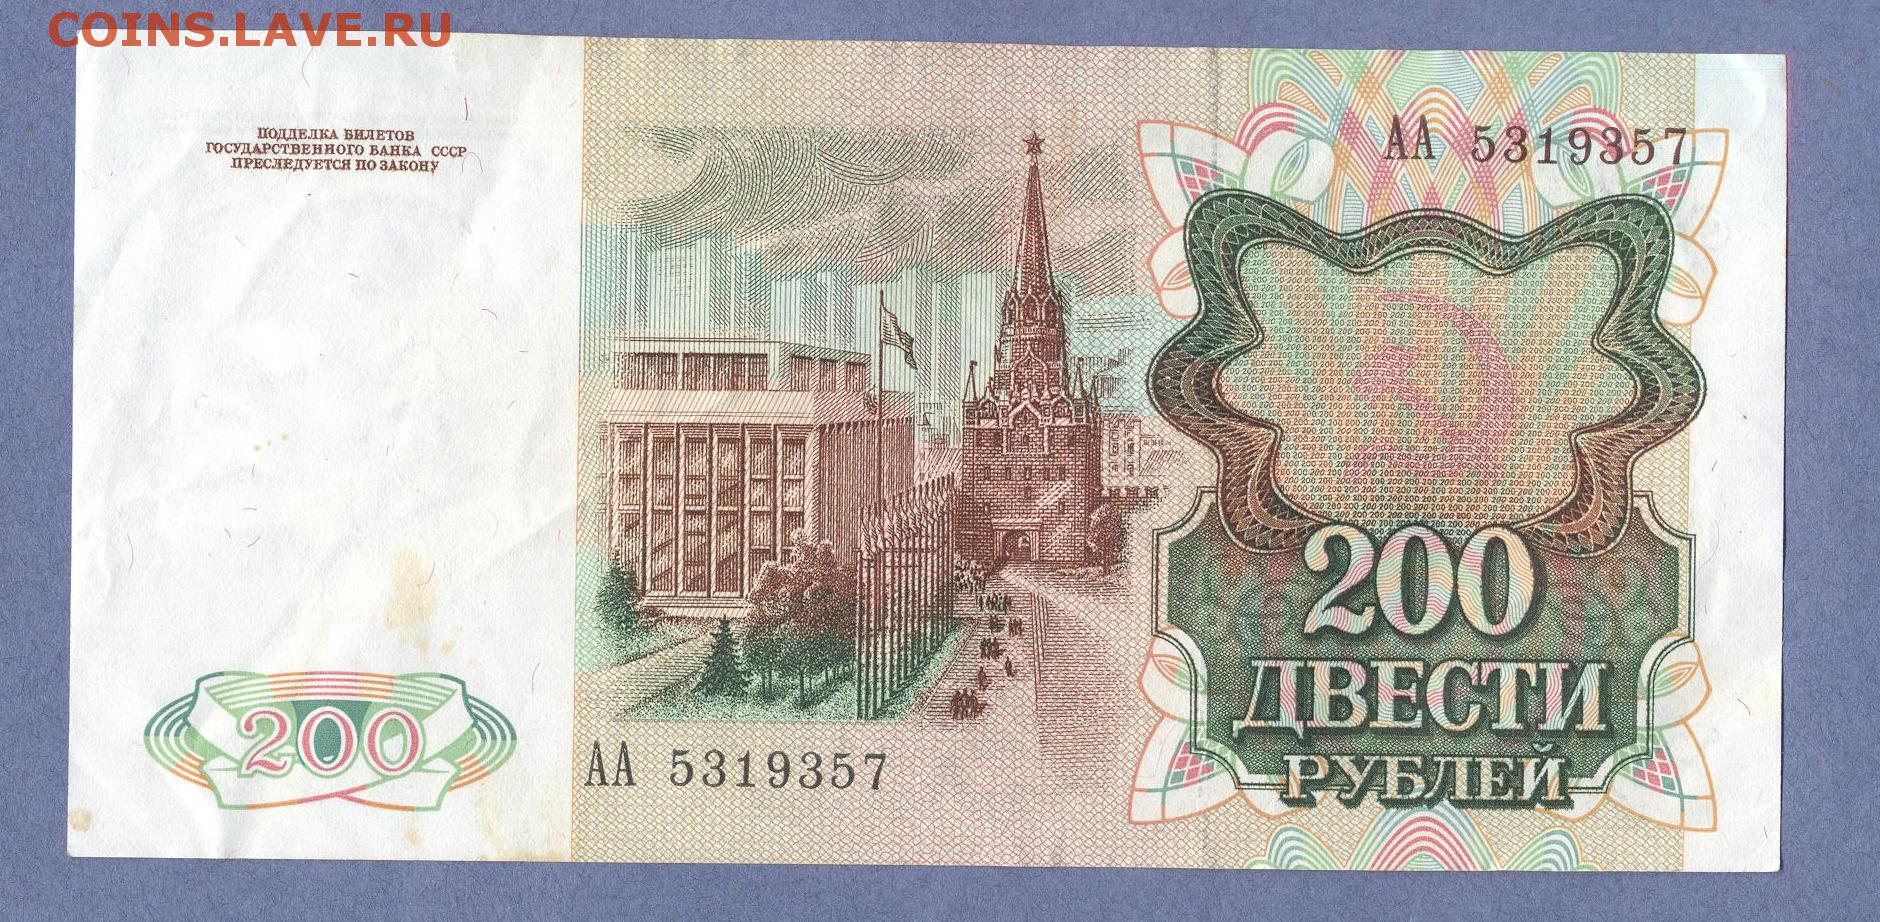 COINS.LAVE.RU
ПОДДЕЛКА БИЛЕТОВ
ГОСУДАРСТВЕННОГО БАНКА СССР
ПРЕСЛЕДУЕТСЯ ПО ЗАКОНУ
АА 5319357
200
ДВЕСТИ
РУБЛЕЙ
200
АА 5319357